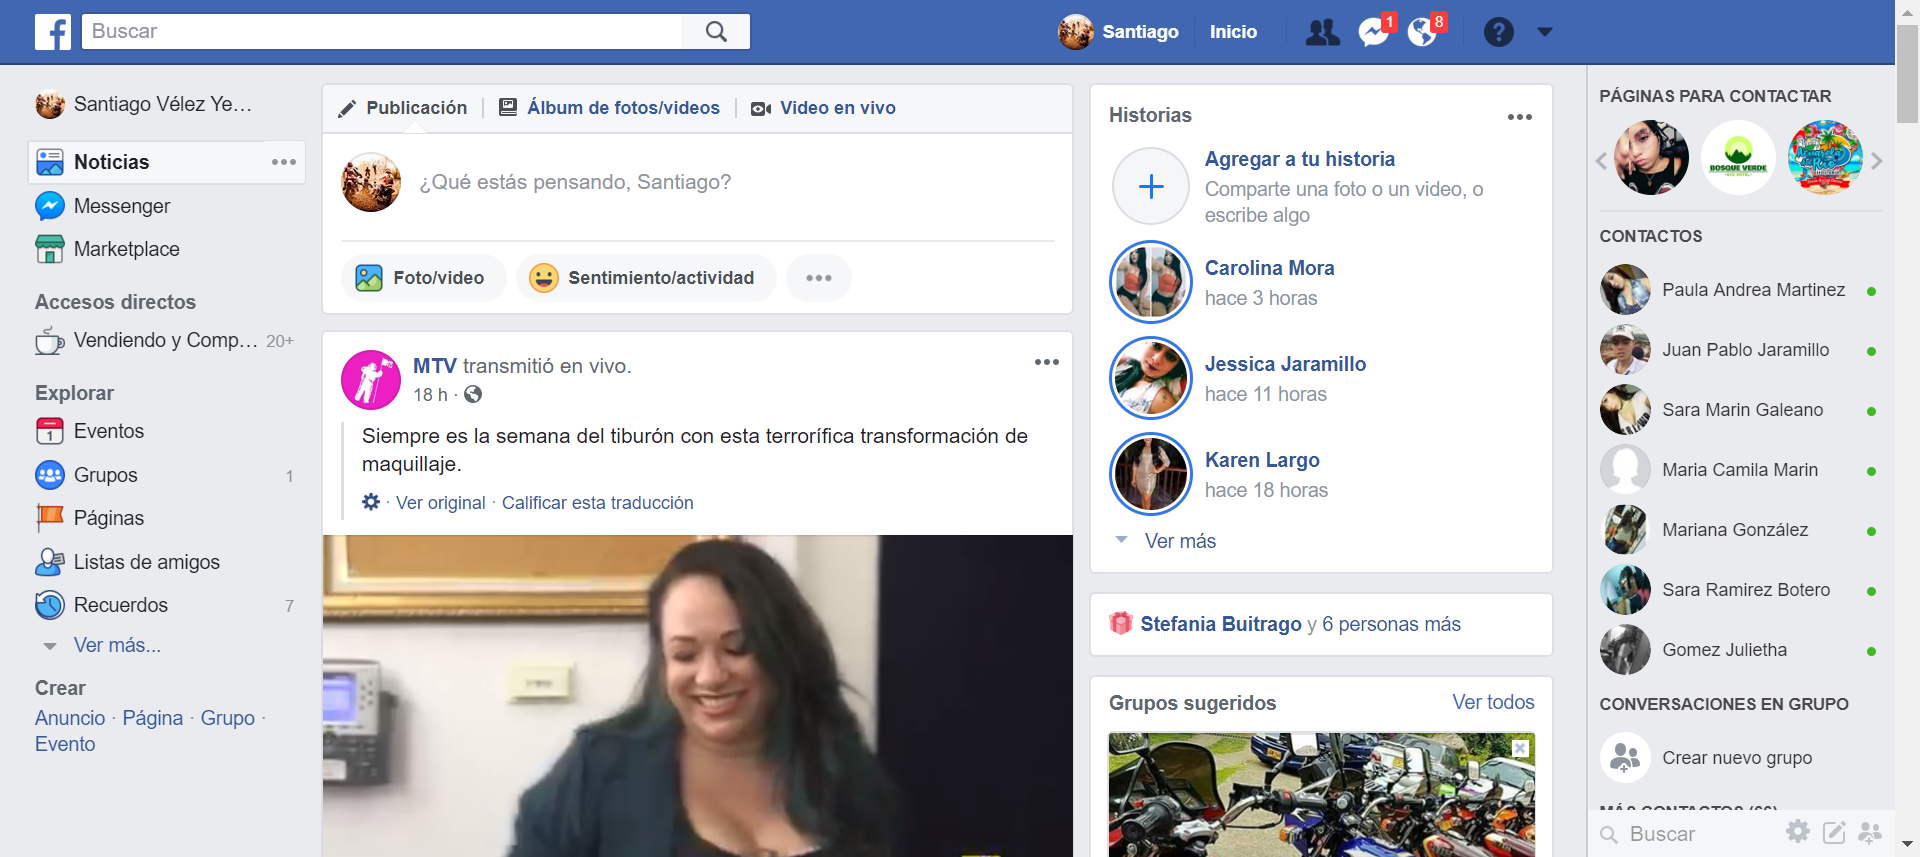 Buscar
Santiago
Inicio
1
8
Santiago Vélez Ye...
Noticias
Messenger
Marketplace
Accesos directos
Vendiendo y Comp... 20+
Explorar
1
Eventos
Grupos 1
Páginas
Listas de amigos
Recuerdos 7
Ver más...
Crear
Anuncio · Página · Grupo ·
Evento
Publicación
Álbum de fotos/videos
Video en vivo
¿Qué estás pensando, Santiago?
Foto/video
Sentimiento/actividad
MTV transmitió en vivo.
18 h ·
Siempre es la semana del tiburón con esta terrorífica transformación de
maquillaje.
· Ver original · Calificar esta traducción
Historias
Agregar a tu historia
Comparte una foto o un video, o
escribe algo
Carolina Mora
hace 3 horas
Jessica Jaramillo
hace 11 horas
Karen Largo
hace 18 horas
Ver más
Stefania Buitrago y 6 personas más
Grupos sugeridos
Ver todos
PÁGINAS PARA CONTACTAR
BOSQUE VERDE
CONTACTOS
Paula Andrea Martinez
Juan Pablo Jaramillo
Sara Marin Galeano
Maria Camila Marin
Mariana González
Sara Ramirez Botero
Gomez Julietha
CONVERSACIONES EN GRUPO
Crear nuevo grupo
MÁS CONTACTOS (66)
Buscar